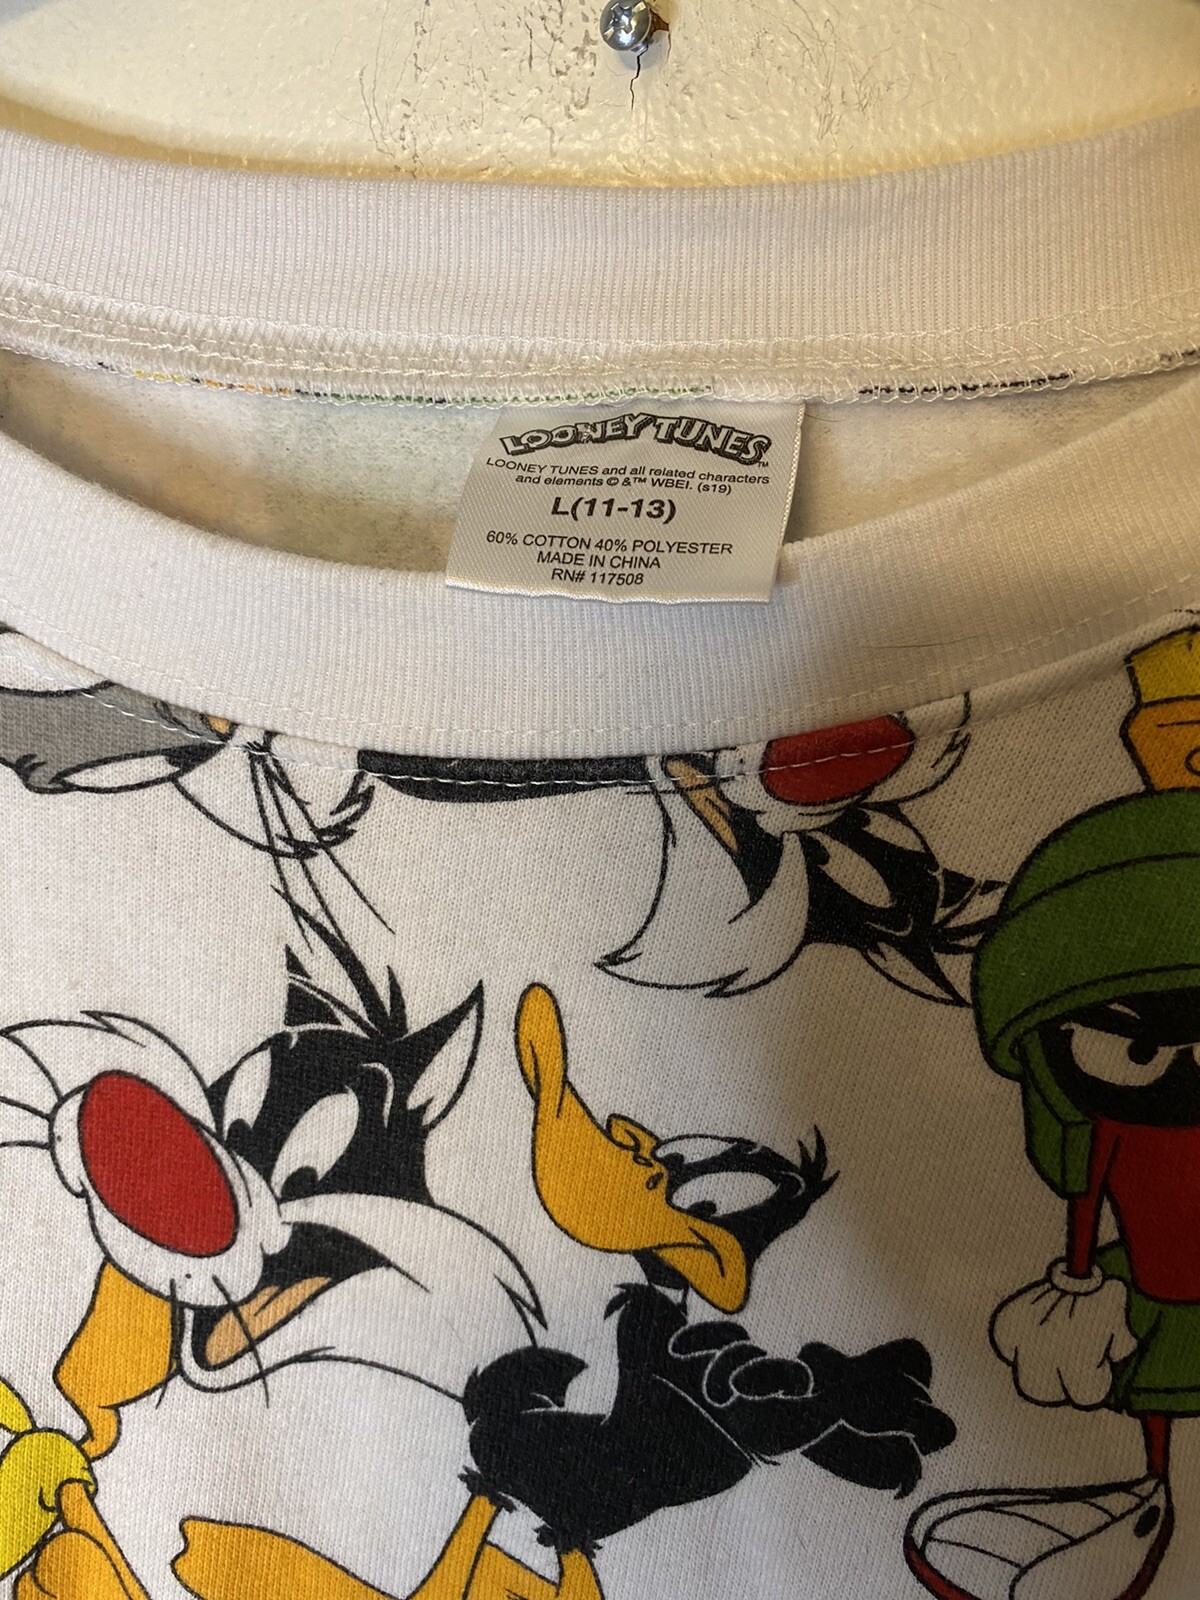 LOONEY TUNES™
LOONEY TUNES and all related characters
and elements © &™ WBEI. (s19)
L(11-13)
60% COTTON 40% POLYESTER
MADE IN CHINA
RN# 117508